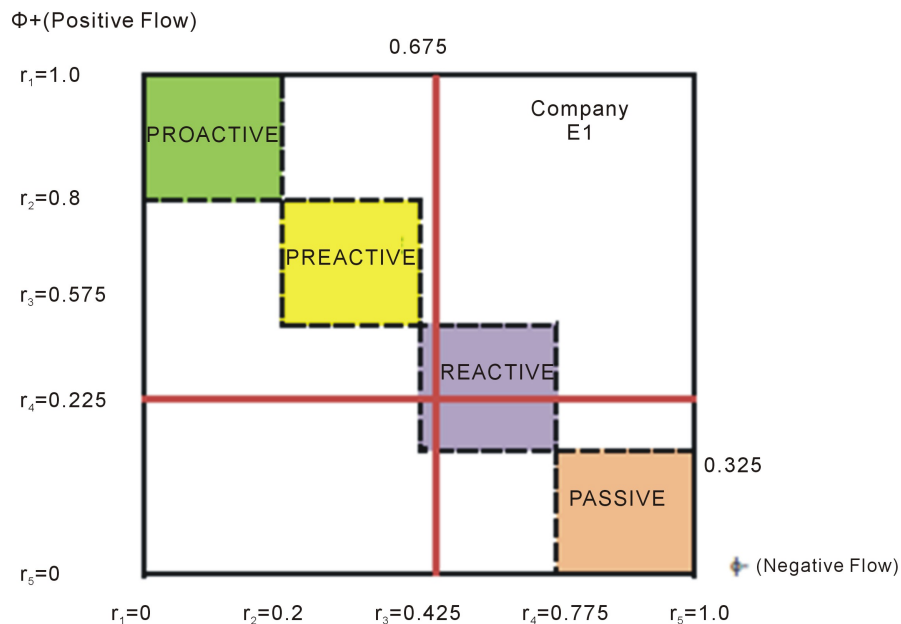 Φ+(Positive Flow)
0.675
r₁=1.0
Company
E1
PROACTIVE
r₂=0.8
PREACTIVE
r₃=0.575
REACTIVE
r₄=0.225
0.325
PASSIVE
(Negative Flow)
r₅=0
r₁=0
r₂=0.2
r₃=0.425
r₄=0.775
r₅=1.0